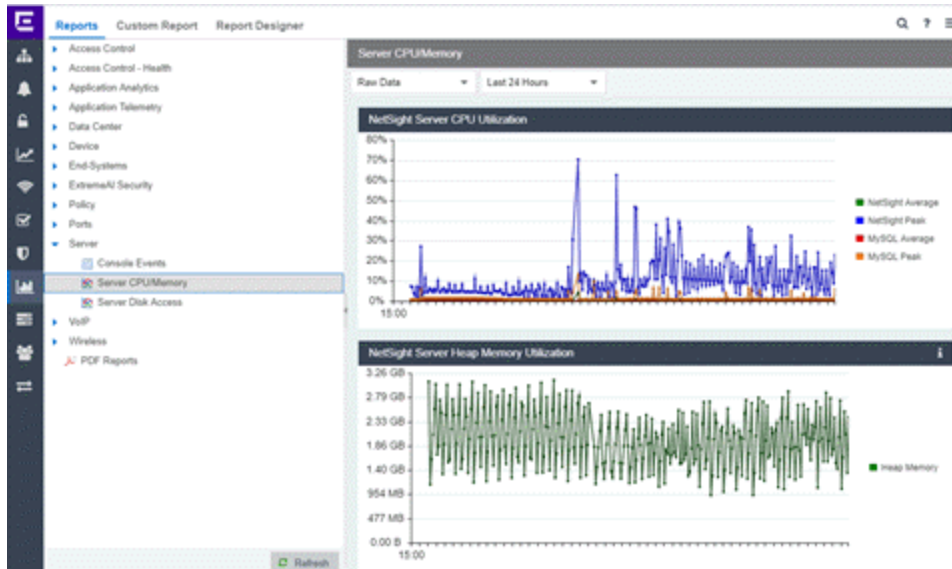 Reports Custom Report Report Designer
Access Control
Access Control - Health
Application Analytics
Application Telemetry
Data Center
Device
End-Systems
ExtremeAI Security
Policy
Ports
Server
Console Events
Server CPU/Memory
Server Disk Access
VoIP
Wireless
PDF Reports
Refresh
Server CPU/Memory
Raw Data Last 24 Hours
NetSight Server CPU Utilization
80%
70%
60%
50%
40%
30%
20%
10%
0%
15:00
NetSight Average
NetSight Peak
MySQL Average
MySQL Peak
NetSight Server Heap Memory Utilization
3.26 GB
2.79 GB
2.33 GB
1.86 GB
1.40 GB
954 MB
477 MB
0.00 B
15:00
Heap Memory